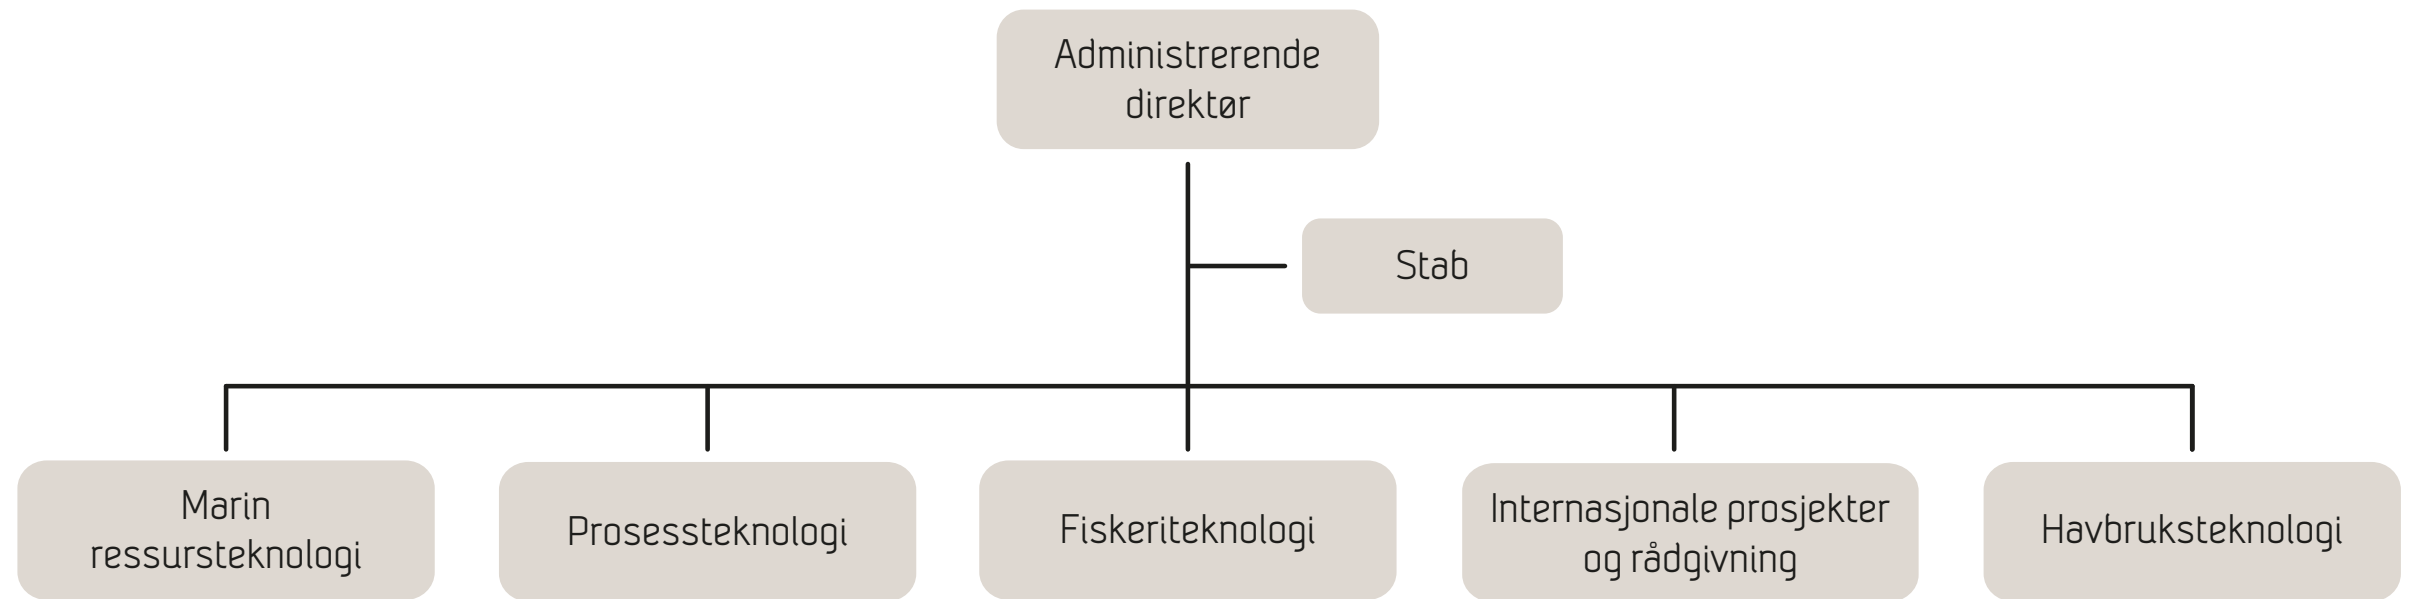 Administrerende
direktør
Stab
Marin
ressursteknologi
Prosessteknologi
Fiskeriteknologi
Internasjonale prosjekter
og rådgivning
Havbruksteknologi